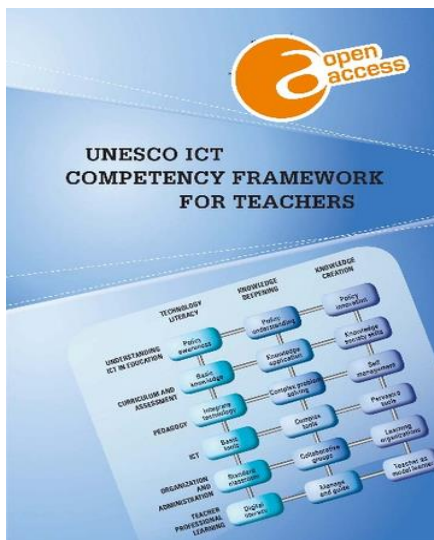 open
access
UNESCO ICT
COMPETENCY FRAMEWORK
FOR TEACHERS
TECHNOLOGY
LITERACY
KNOWLEDGE
DEEPENING
KNOWLEDGE
CREATION
UNDERSTANDING
ICT IN EDUCATION
Policy
awareness
Policy
understanding
Policy
innovation
CURRICULUM AND
ASSESSMENT
Basic
knowledge
Knowledge
application
Knowledge
society skills
PEDAGOGY
Integrate
technology
Complex problem
solving
Self
management
ICT
Basic
tools
Complex
tools
Pervasive
tools
ORGANIZATION
AND
ADMINISTRATION
Standard
classroom
Collaborative
groups
Learning
organizations
TEACHER
PROFESSIONAL
LEARNING
Digital
literacy
Manage
and guide
Teacher as
model learner